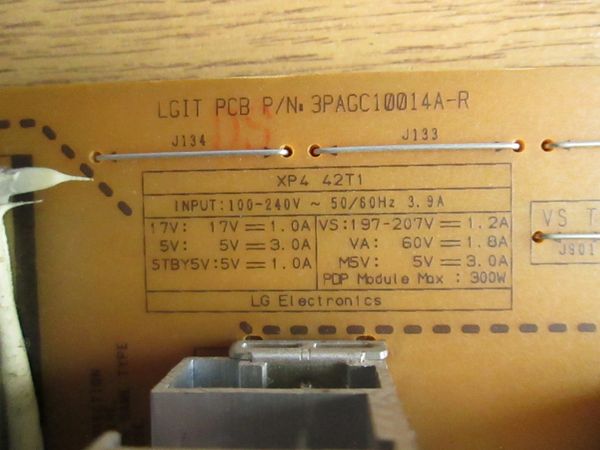 LGIT PCB P/N: 3PAGC10014A-R
DS
J134
J133
XP4 42T1
INPUT:100-240V ~ 50/60Hz 3.9A
17V: 17V ⎓ 1.0A
5V: 5V ⎓ 3.0A
STBY5V:5V ⎓ 1.0A
VS:197-207V ⎓ 1.2A
VA: 60V ⎓ 1.8A
M5V: 5V ⎓ 3.0A
PDP Module Max : 300W
LG Electronics
VS T
J901
TYPE